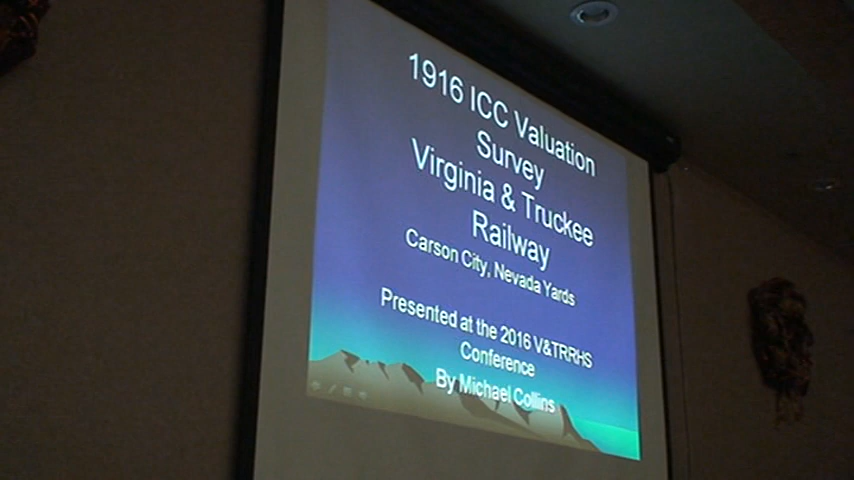 1916 ICC Valuation
Survey
Virginia & Truckee
Railway
Carson City, Nevada Yards
Presented at the 2016 V&TRRHS
Conference
By Michael Collins